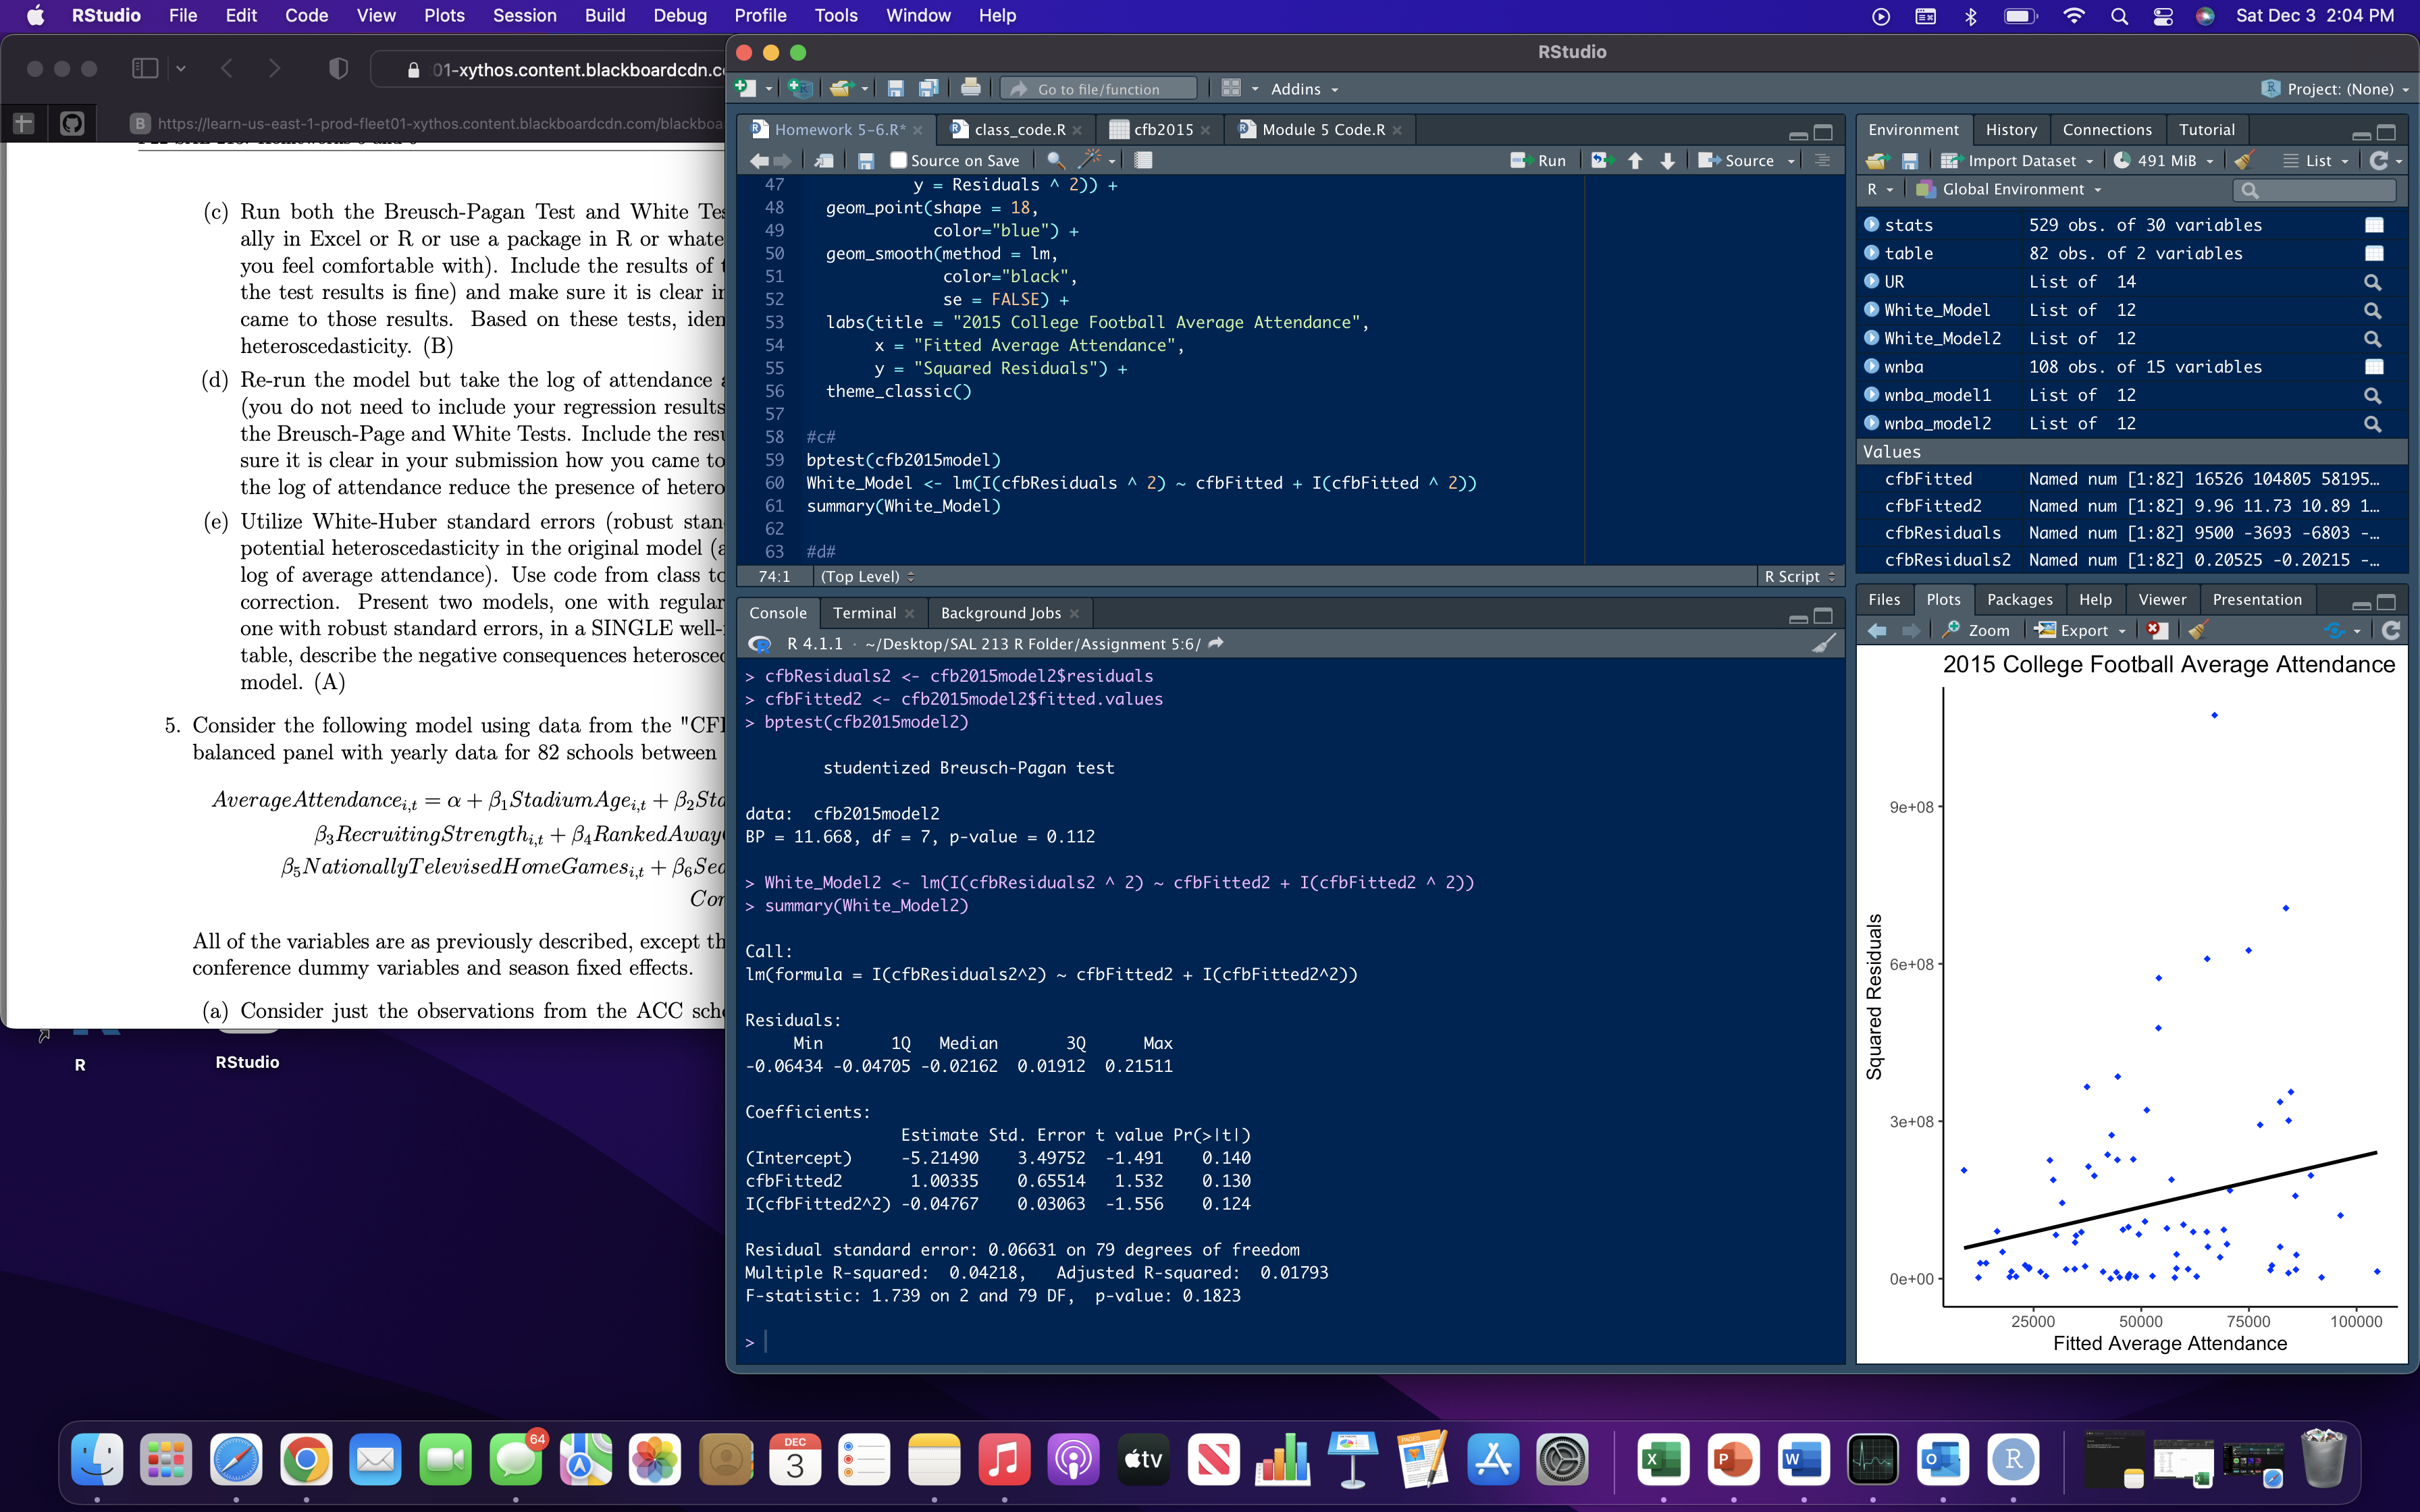 RStudio File Edit Code View Plots Session Build Debug Profile Tools Window Help Sat Dec 3 2:04 PM
01-xythos.content.blackboardcdn.c
https://learn-us-east-1-prod-fleet01-xythos.content.blackboardcdn.com/blackboa
(c) Run both the Breusch-Pagan Test and White Tes
ally in Excel or R or use a package in R or whate
you feel comfortable with). Include the results of t
the test results is fine) and make sure it is clear in
came to those results. Based on these tests, iden
heteroscedasticity. (B)
(d) Re-run the model but take the log of attendance a
(you do not need to include your regression results
the Breusch-Page and White Tests. Include the resu
sure it is clear in your submission how you came to
the log of attendance reduce the presence of hetero
(e) Utilize White-Huber standard errors (robust stan
potential heteroscedasticity in the original model (a
log of average attendance). Use code from class to
correction. Present two models, one with regular
one with robust standard errors, in a SINGLE well-
table, describe the negative consequences heterosced
model. (A)
5. Consider the following model using data from the "CFI
balanced panel with yearly data for 82 schools between
AverageAttendance i,t = α + β1StadiumAge i,t + β2Sta
β3RecruitingStrength i,t + β4RankedAway
β5NationallyTelevisedHomeGames i,t + β6Sea
Con
All of the variables are as previously described, except th
conference dummy variables and season fixed effects.
(a) Consider just the observations from the ACC scho
R
RStudio
RStudio
Go to file/function Addins Project: (None)
Homework 5-6.R* class_code.R cfb2015 Module 5 Code.R
Source on Save Run Source
47 y = Residuals ^ 2)) +
48 geom_point(shape = 18,
49 color="blue") +
50 geom_smooth(method = lm,
51 color="black",
52 se = FALSE) +
53 labs(title = "2015 College Football Average Attendance",
54 x = "Fitted Average Attendance",
55 y = "Squared Residuals") +
56 theme_classic()
57
58 #c#
59 bptest(cfb2015model)
60 White_Model <- lm(I(cfbResiduals ^ 2) ~ cfbFitted + I(cfbFitted ^ 2))
61 summary(White_Model)
62
63 #d#
74:1 (Top Level) R Script
Console Terminal Background Jobs
R 4.1.1 · ~/Desktop/SAL 213 R Folder/Assignment 5:6/
> cfbResiduals2 <- cfb2015model2$residuals
> cfbFitted2 <- cfb2015model2$fitted.values
> bptest(cfb2015model2)
studentized Breusch-Pagan test
data: cfb2015model2
BP = 11.668, df = 7, p-value = 0.112
> White_Model2 <- lm(I(cfbResiduals2 ^ 2) ~ cfbFitted2 + I(cfbFitted2 ^ 2))
> summary(White_Model2)
Call:
lm(formula = I(cfbResiduals2^2) ~ cfbFitted2 + I(cfbFitted2^2))
Residuals:
Min 1Q Median 3Q Max
-0.06434 -0.04705 -0.02162 0.01912 0.21511
Coefficients:
Estimate Std. Error t value Pr(>|t|)
(Intercept) -5.21490 3.49752 -1.491 0.140
cfbFitted2 1.00335 0.65514 1.532 0.130
I(cfbFitted2^2) -0.04767 0.03063 -1.556 0.124
Residual standard error: 0.06631 on 79 degrees of freedom
Multiple R-squared: 0.04218, Adjusted R-squared: 0.01793
F-statistic: 1.739 on 2 and 79 DF, p-value: 0.1823
>
Environment History Connections Tutorial
Import Dataset 491 MiB List
R Global Environment
stats 529 obs. of 30 variables
table 82 obs. of 2 variables
UR List of 14
White_Model List of 12
White_Model2 List of 12
wnba 108 obs. of 15 variables
wnba_model1 List of 12
wnba_model2 List of 12
Values
cfbFitted Named num [1:82] 16526 104805 58195…
cfbFitted2 Named num [1:82] 9.96 11.73 10.89 1…
cfbResiduals Named num [1:82] 9500 -3693 -6803 -…
cfbResiduals2 Named num [1:82] 0.20525 -0.20215 -…
Files Plots Packages Help Viewer Presentation
Zoom Export
2015 College Football Average Attendance
Squared Residuals
9e+08
6e+08
3e+08
0e+00
25000 50000 75000 100000
Fitted Average Attendance
64
DEC
3
tv